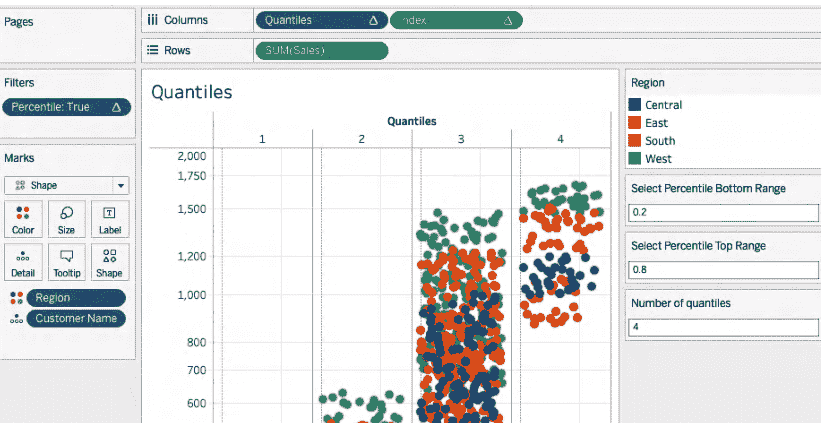 Pages
Columns
Quantiles
Index
Rows
SUM(Sales)
Filters
Percentile: True
Marks
Shape
Color
Size
Label
Detail
Tooltip
Shape
Region
Customer Name
Quantiles
Quantiles
1
2
3
4
2,000
1,750
1,500
1,200
1,000
800
700
600
Region
Central
East
South
West
Select Percentile Bottom Range
0.2
Select Percentile Top Range
0.8
Number of quantiles
4